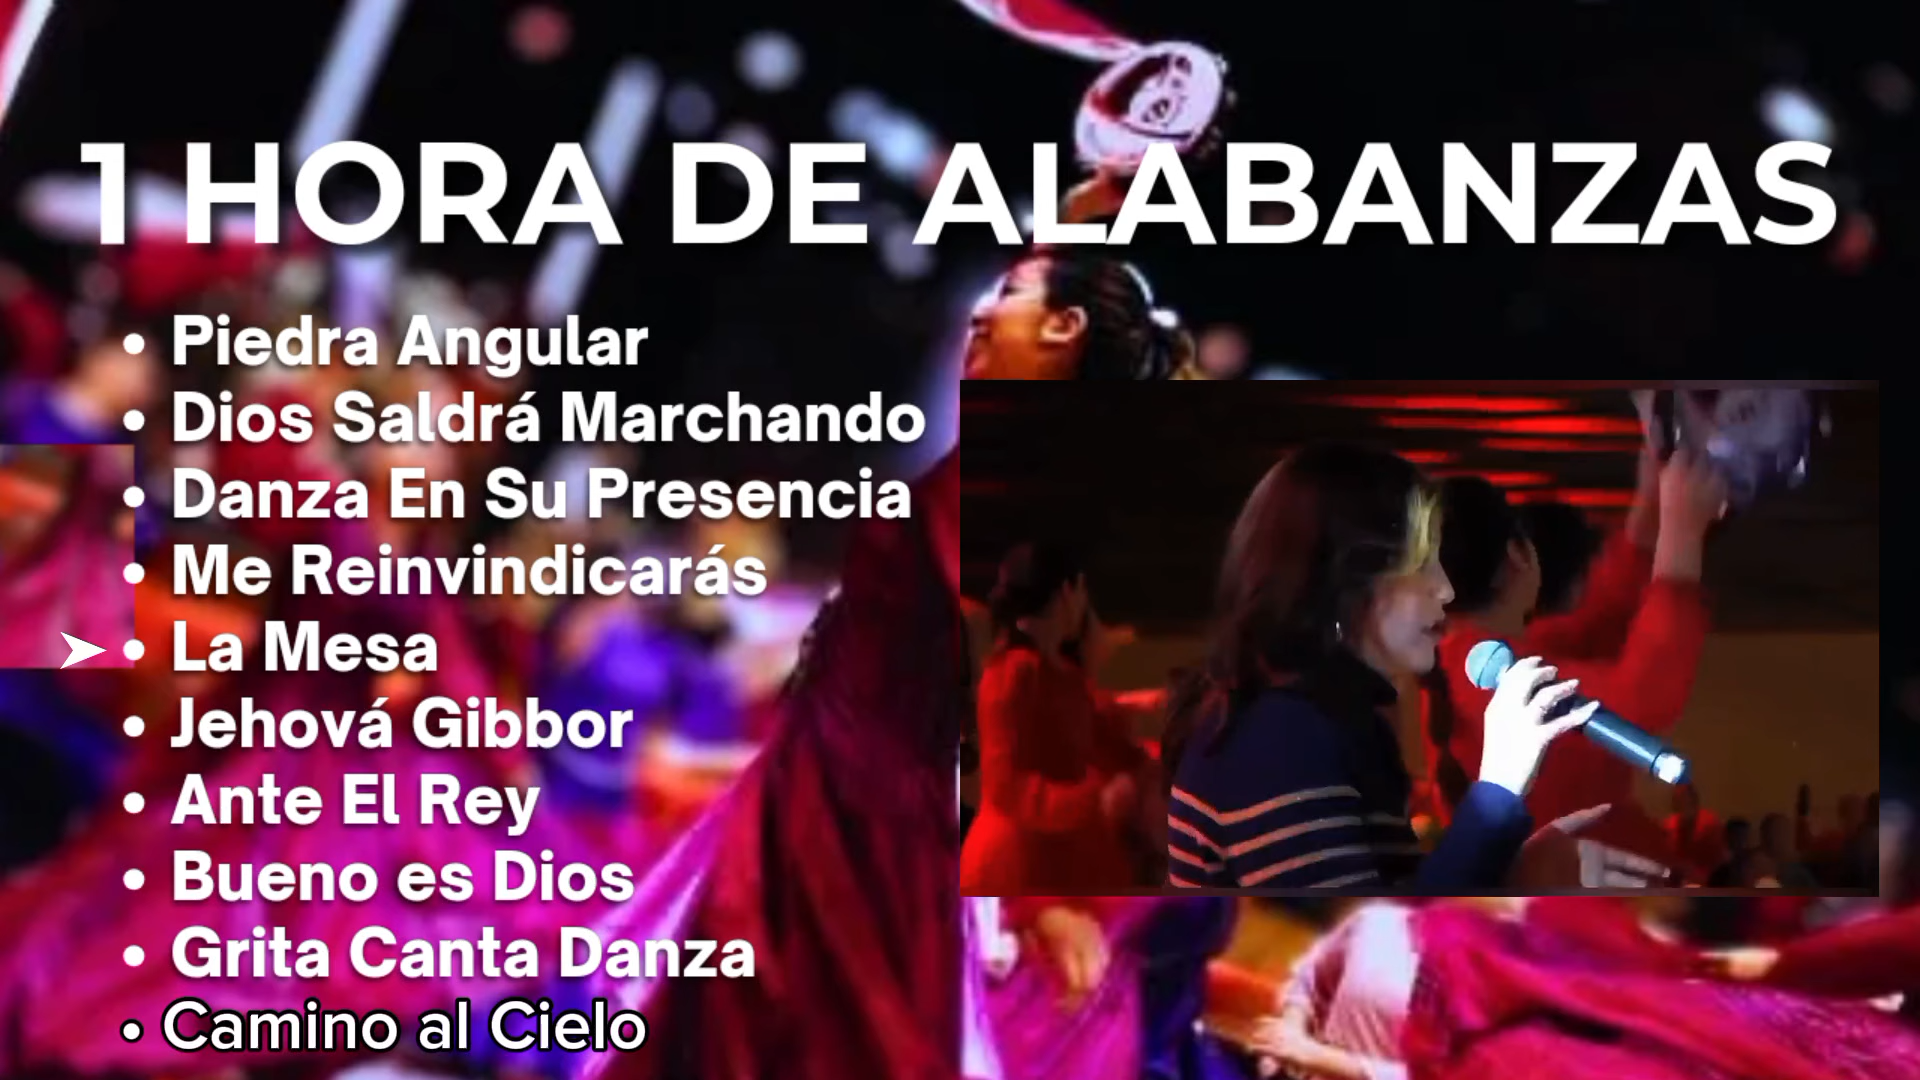 1 HORA DE ALABANZAS
• Piedra Angular
• Dios Saldrá Marchando
• Danza En Su Presencia
• Me Reinvindicarás
• La Mesa
• Jehová Gibbor
• Ante El Rey
• Bueno es Dios
• Grita Canta Danza
• Camino al Cielo